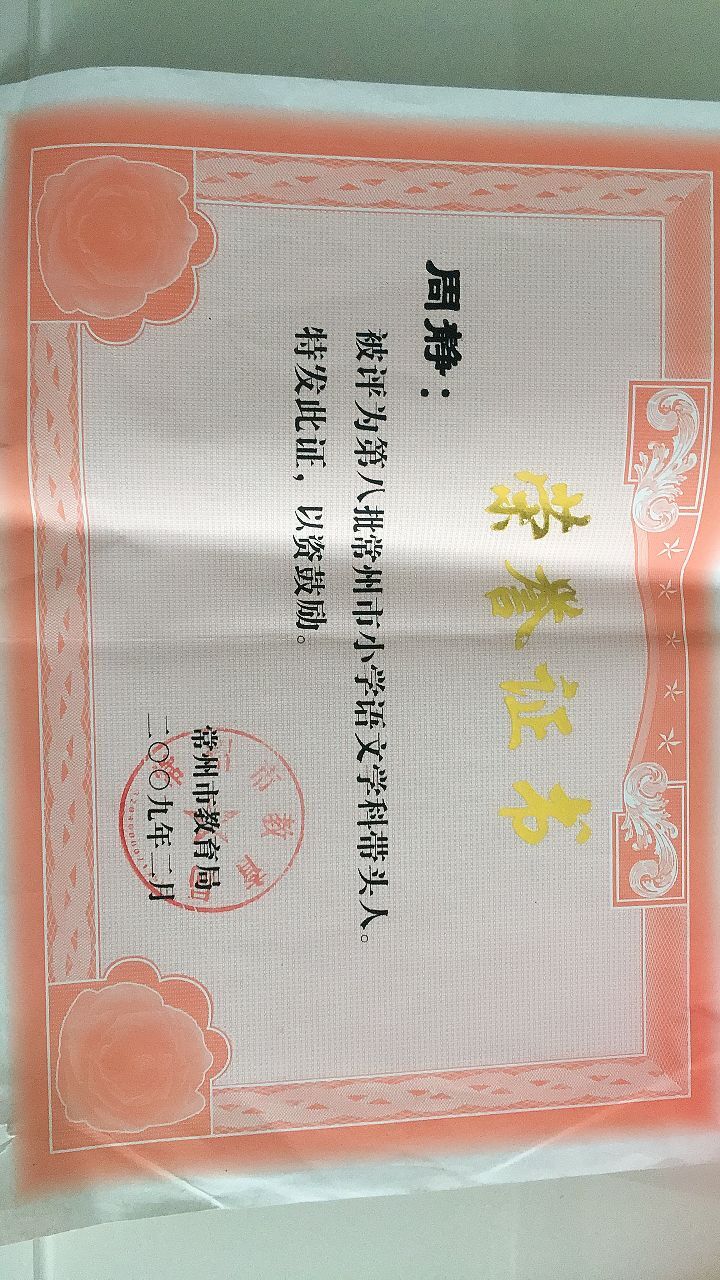 荣誉证书
周静：
被评为第八批常州市小学语文学科带头人。
特发此证，以资鼓励。
常州市教育局
二〇〇九年二月